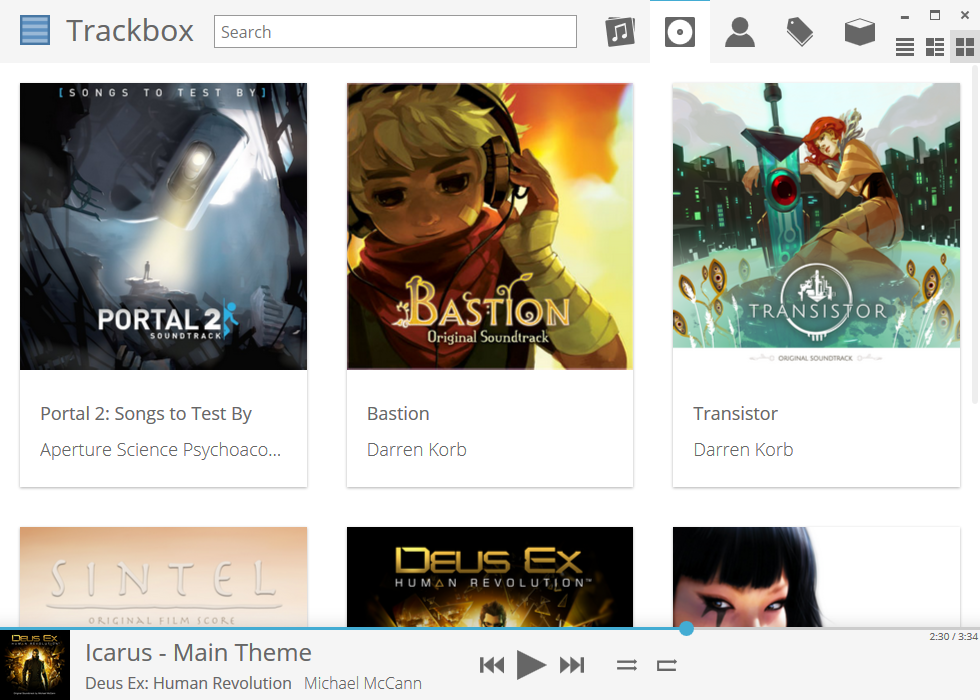 Trackbox
Search
[SONGS TO TEST BY]
PORTAL 2
SOUNDTRACK
BASTION
Original Soundtrack
TRANSISTOR
ORIGINAL SOUNDTRACK
Portal 2: Songs to Test By
Bastion
Transistor
Aperture Science Psychoaco...
Darren Korb
Darren Korb
SINTEL
ORIGINAL FILM SCORE
DEUS EX
HUMAN REVOLUTION™
2:30 / 3:34
DEUS EX
Icarus - Main Theme
Deus Ex: Human Revolution Michael McCann